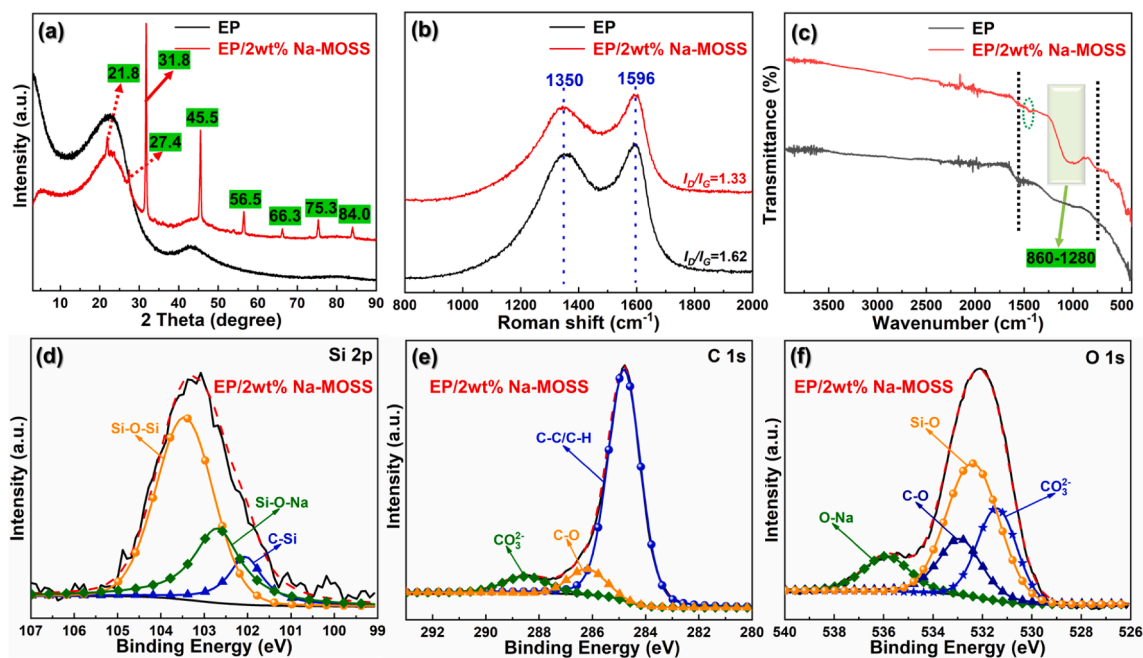 (a)
EP
EP/2wt% Na-MOSS
21.8
31.8
27.4
45.5
56.5
66.3
75.3
84.0
Intensity (a.u.)
10 20 30 40 50 60 70 80 90
2 Theta (degree)
(b)
EP
EP/2wt% Na-MOSS
1350
1596
I_D/I_G=1.33
I_D/I_G=1.62
Intensity (a.u.)
800 1000 1200 1400 1600 1800 2000
Roman shift (cm⁻¹)
(c)
EP
EP/2wt% Na-MOSS
860-1280
Transmittance (%)
3900 3000 2500 2000 1500 1000 500
Wavenumber (cm⁻¹)
(d)
Si 2p
EP/2wt% Na-MOSS
Si-O-Si
Si-O-Na
C-Si
Intensity (a.u.)
107 106 105 104 103 102 101 100 99
Binding Energy (eV)
(e)
C 1s
EP/2wt% Na-MOSS
C-C/C-H
CO₃²⁻
C-O
Intensity (a.u.)
292 290 288 286 284 282 280
Binding Energy (eV)
(f)
O 1s
EP/2wt% Na-MOSS
Si-O
CO₃²⁻
C-O
O-Na
Intensity (a.u.)
540 538 536 534 532 530 528 526
Binding Energy (eV)